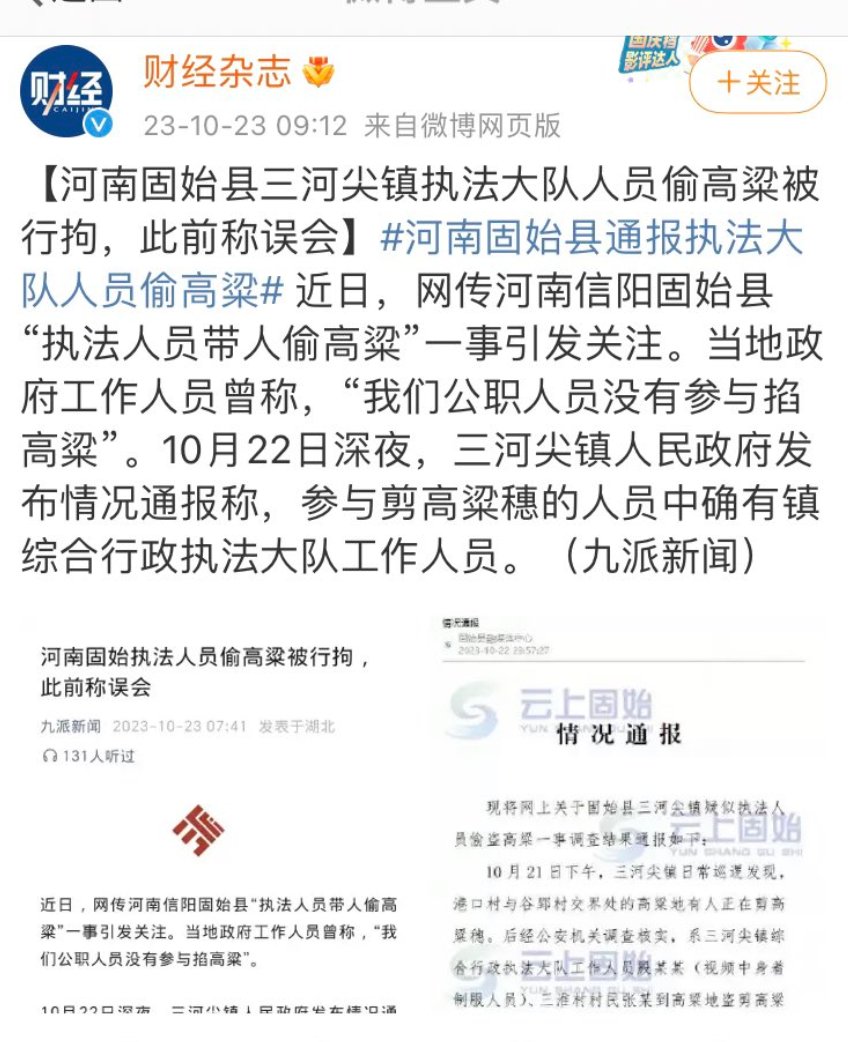 财经
CAIJING
财经杂志
国庆档
影评达人
+关注
23-10-23 09:12 来自微博网页版
【河南固始县三河尖镇执法大队人员偷高粱被
行拘，此前称误会】#河南固始县通报执法大
队人员偷高粱# 近日，网传河南信阳固始县
“执法人员带人偷高粱”一事引发关注。当地政
府工作人员曾称，“我们公职人员没有参与掐
高粱”。10月22日深夜，三河尖镇人民政府发
布情况通报称，参与剪高粱穗的人员中确有镇
综合行政执法大队工作人员。（九派新闻）
河南固始执法人员偷高粱被行拘，
此前称误会
九派新闻 2023-10-23 07:41 发表于湖北
131人听过
近日，网传河南信阳固始县“执法人员带人偷高
粱”一事引发关注。当地政府工作人员曾称，“我
们公职人员没有参与掐高粱”。
10月22日深夜，三河尖镇人民政府发布情况通
情况通报
固始县融媒体中心
2023-10-22 23:57:27
云上固始
情况通报
现将网上关于固始县三河尖镇疑似执法人
员偷盗高粱一事调查结果通报如下：
云上固始
YUN SHANG GU SHI
10月21日下午，三河尖镇日常巡逻发现，
港口村与谷郢村交界处的高粱地有人正在剪高
粱穗。后经公安机关调查核实，系三河尖镇综
合行政执法大队工作人员殷某某（视频中身着
制服人员）、三淮村村民张某到高粱地盗剪高粱
云上固始